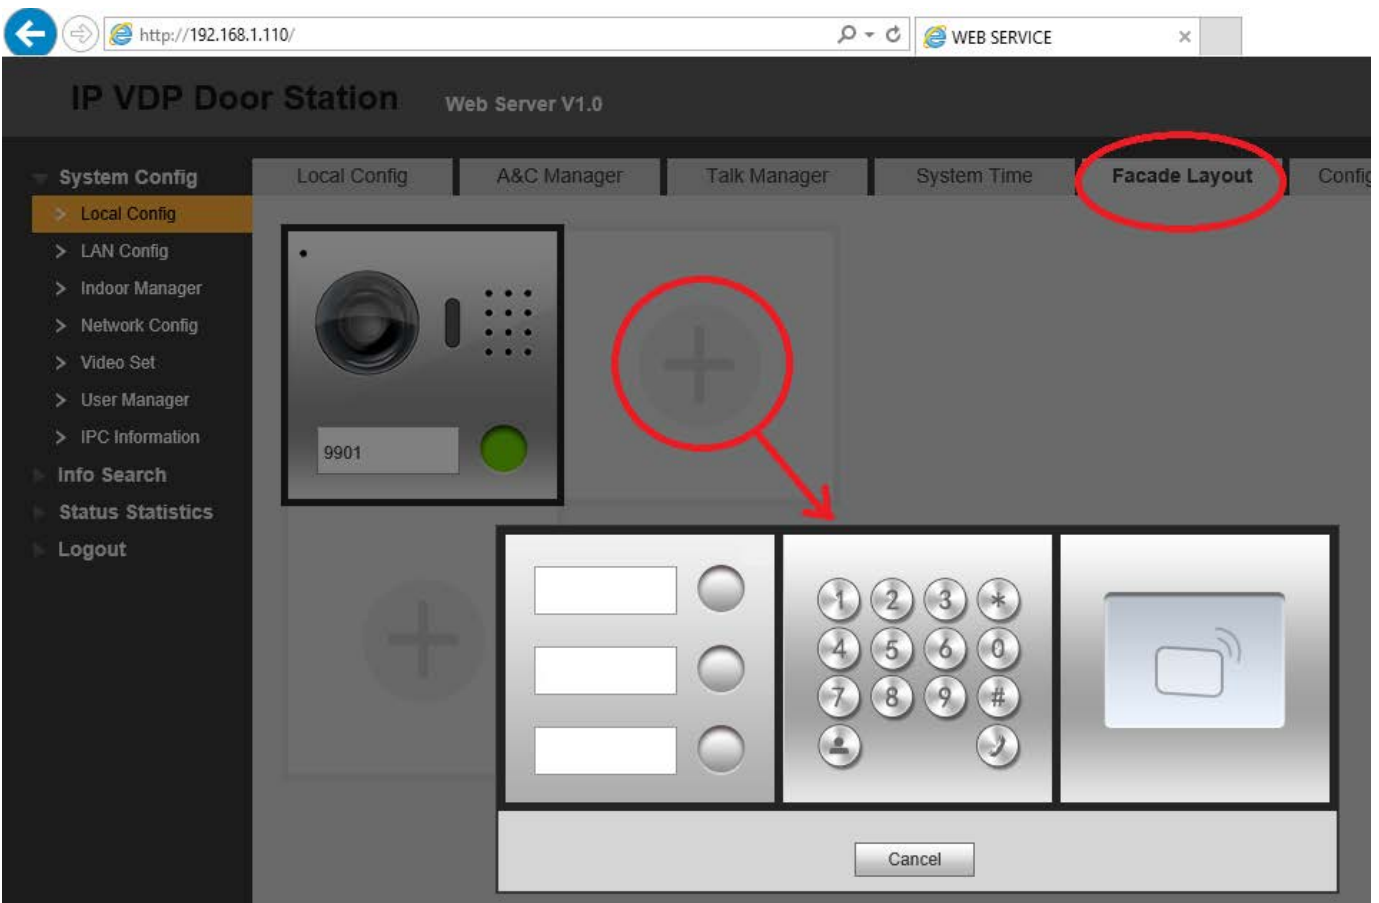 http://192.168.1.110/
WEB SERVICE
IP VDP Door Station Web Server V1.0
System Config
Local Config
LAN Config
Indoor Manager
Network Config
Video Set
User Manager
IPC Information
Info Search
Status Statistics
Logout
Local Config A&C Manager Talk Manager System Time Facade Layout Config
9901
1 2 3 *
4 5 6 0
7 8 9 #
Cancel